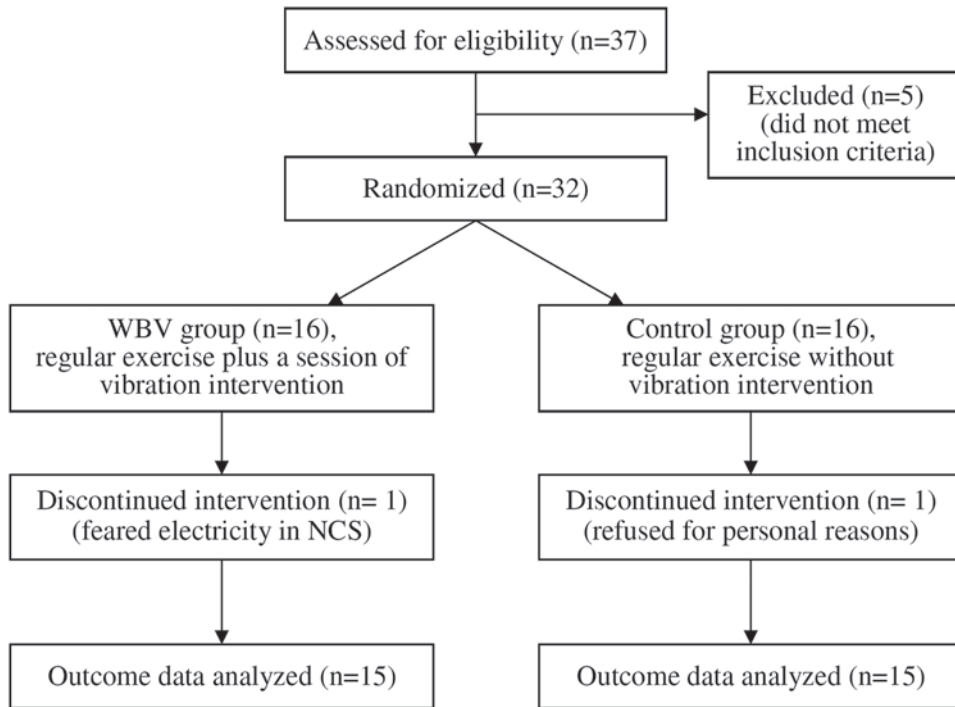 Assessed for eligibility (n=37)
Excluded (n=5)
(did not meet
inclusion criteria)
Randomized (n=32)
WBV group (n=16),
regular exercise plus a session of
vibration intervention
Control group (n=16),
regular exercise without
vibration intervention
Discontinued intervention (n= 1)
(feared electricity in NCS)
Discontinued intervention (n= 1)
(refused for personal reasons)
Outcome data analyzed (n=15)
Outcome data analyzed (n=15)